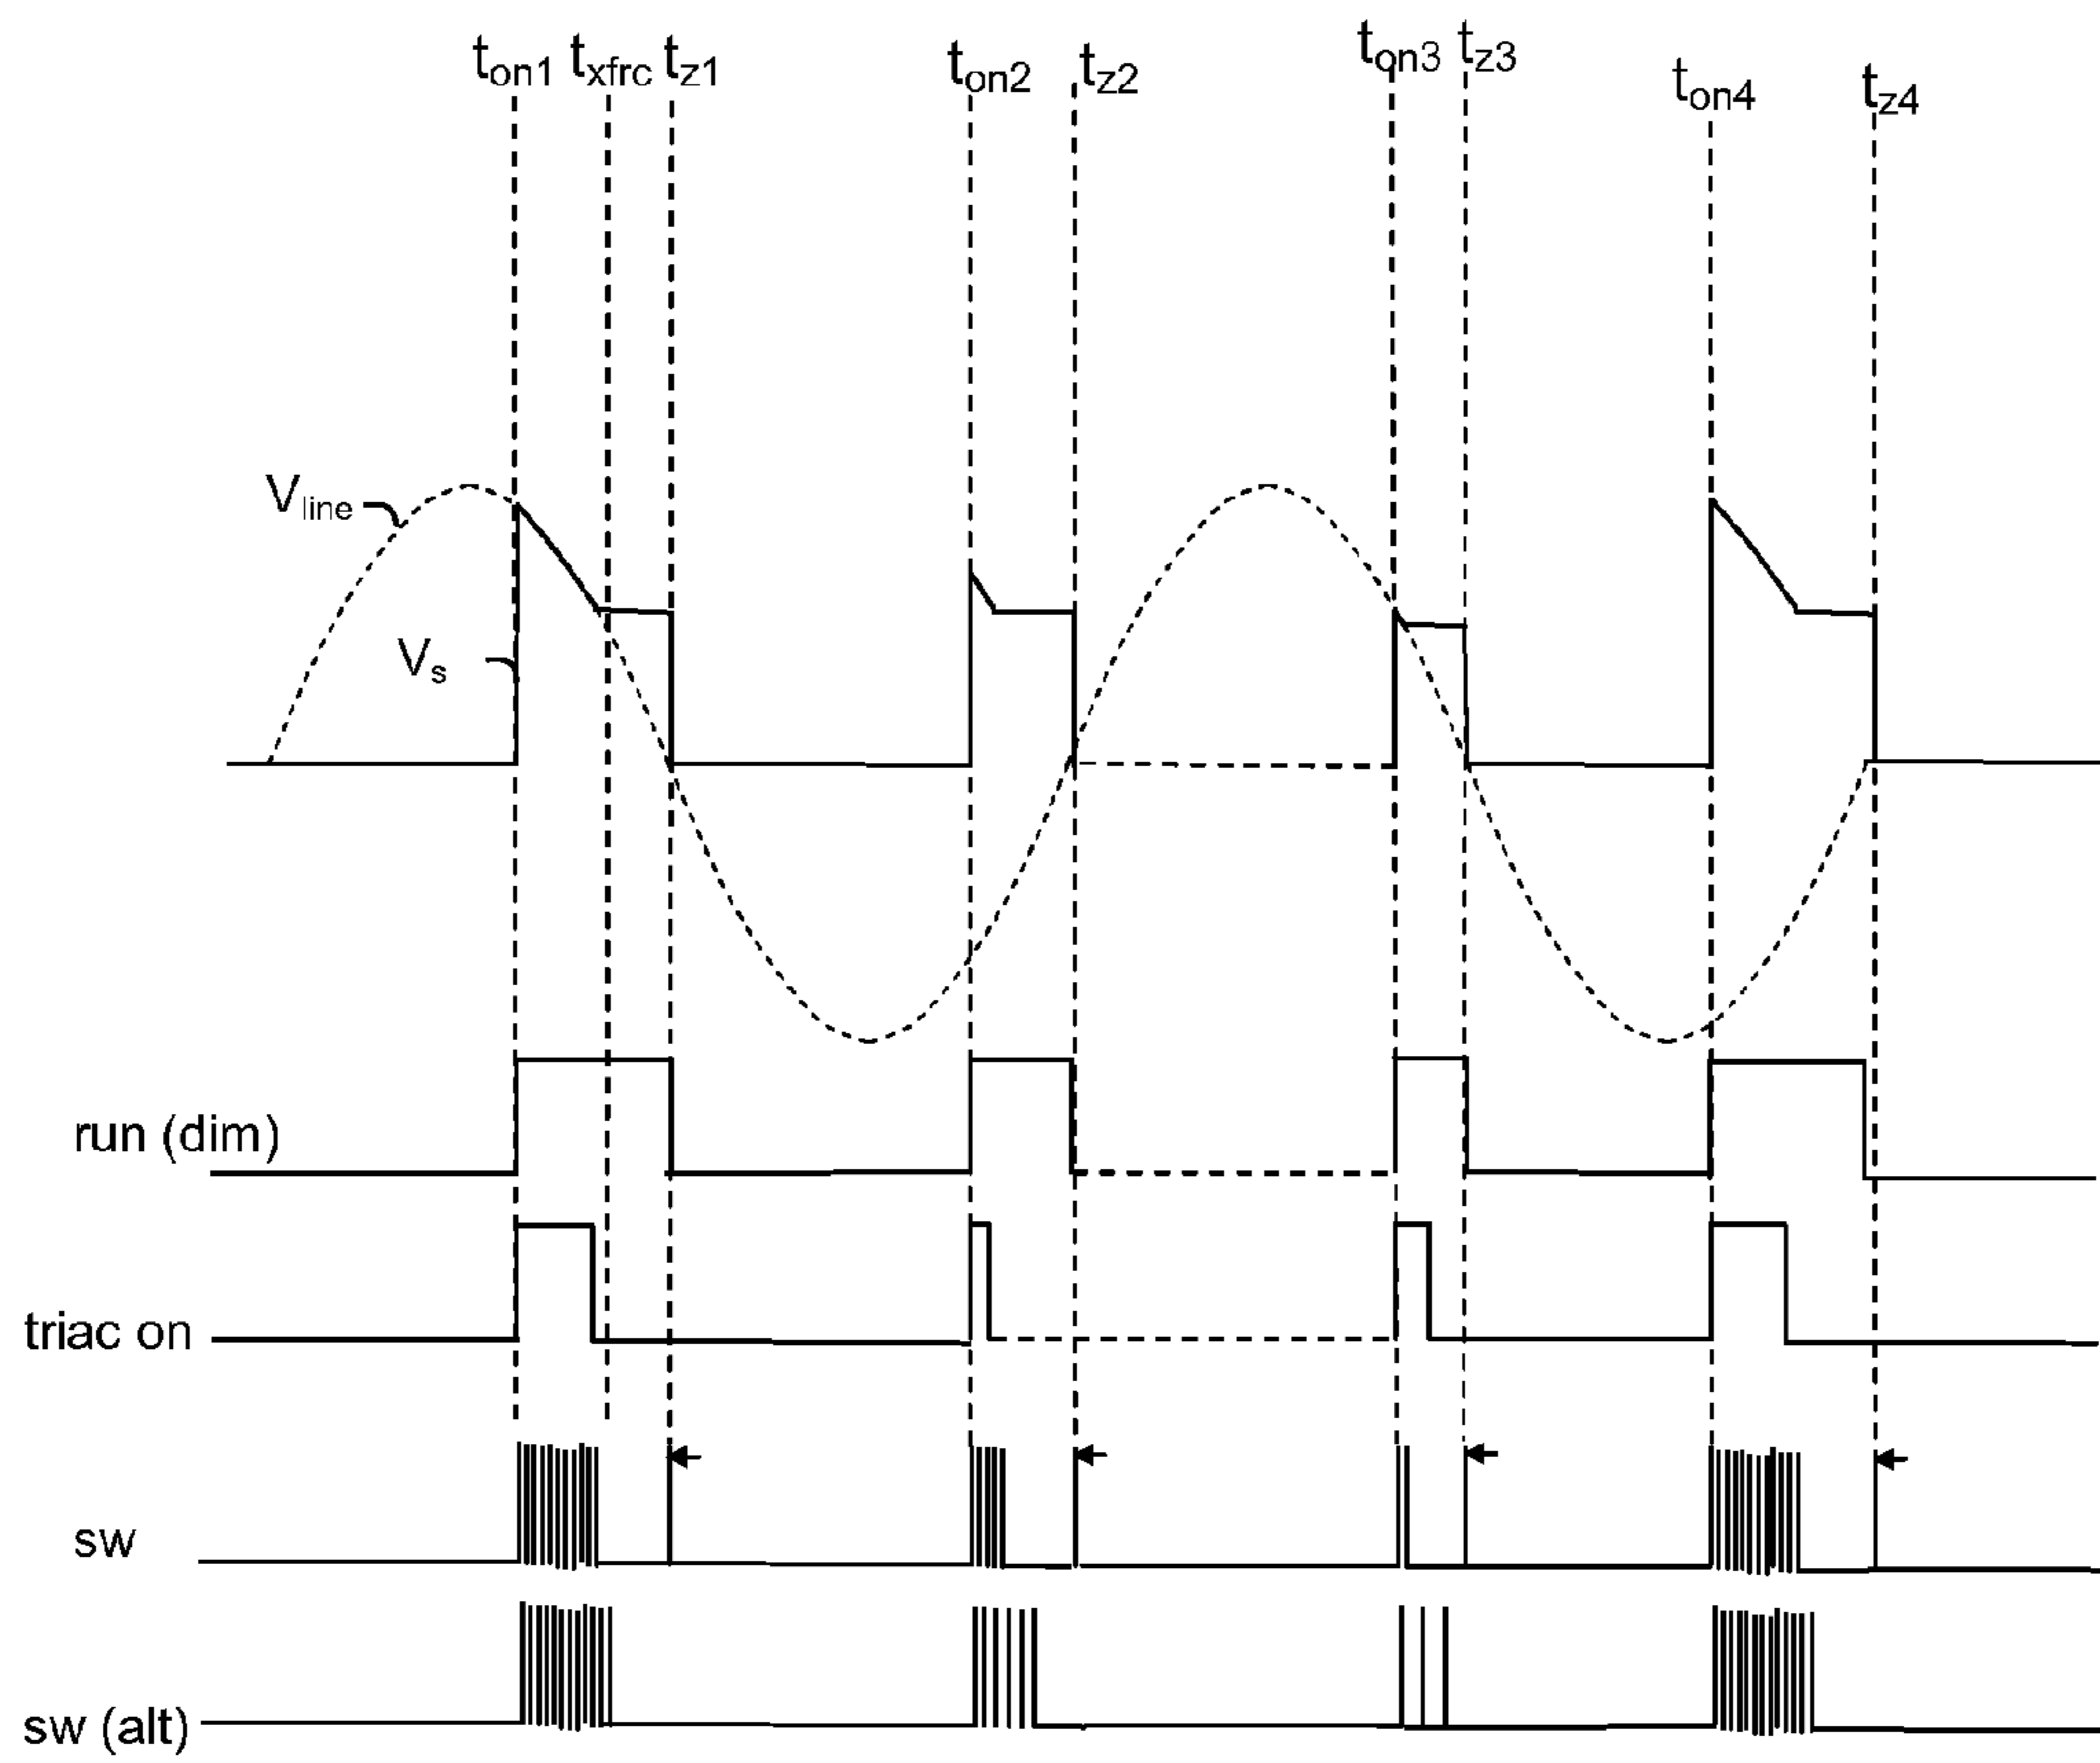 ton1 txfrc tz1 ton2 tz2 ton3 tz3 ton4 tz4
Vline
Vs
run (dim)
triac on
sw
sw (alt)